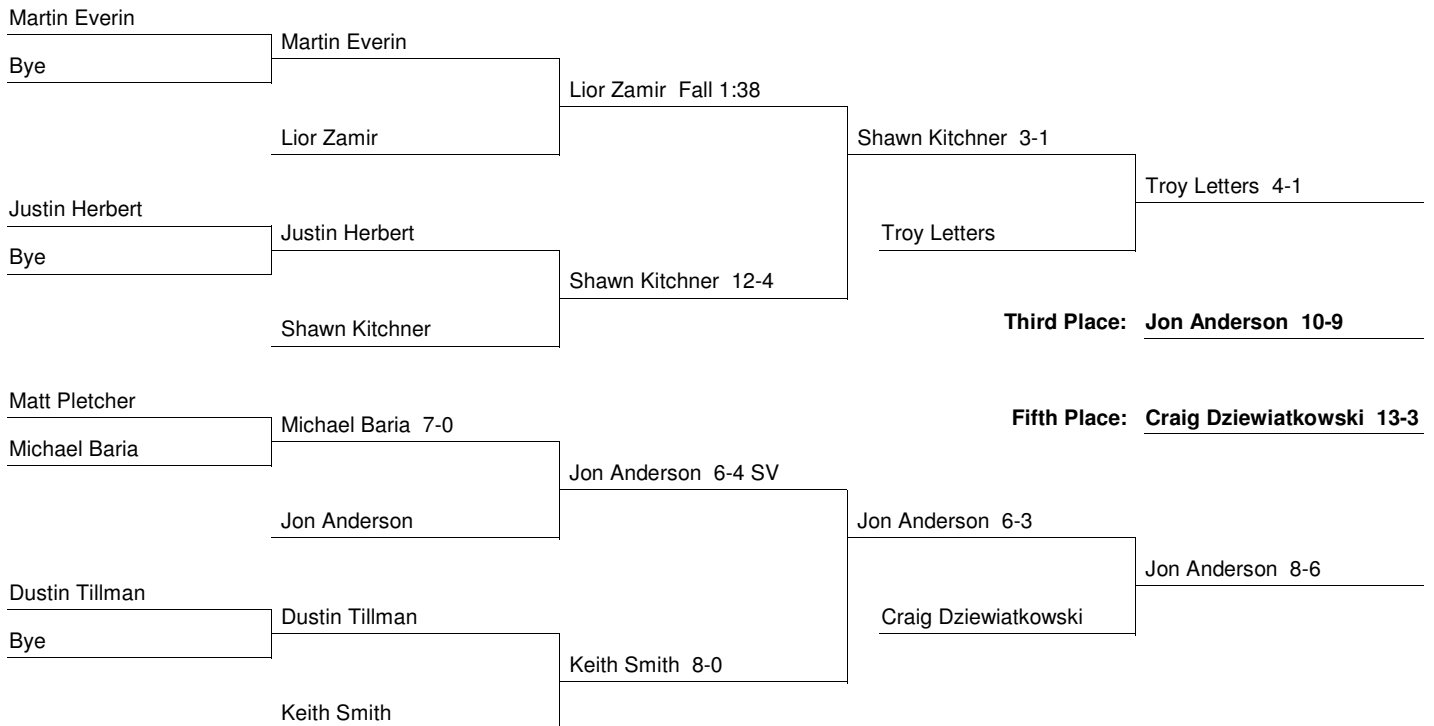 Martin Everin
Martin Everin
Bye
Lior Zamir Fall 1:38
Lior Zamir
Shawn Kitchner 3-1
Troy Letters 4-1
Justin Herbert
Justin Herbert
Troy Letters
Bye
Shawn Kitchner 12-4
Shawn Kitchner
Third Place: Jon Anderson 10-9
Matt Pletcher
Michael Baria 7-0
Fifth Place: Craig Dziewiatkowski 13-3
Michael Baria
Jon Anderson 6-4 SV
Jon Anderson
Jon Anderson 6-3
Jon Anderson 8-6
Dustin Tillman
Dustin Tillman
Craig Dziewiatkowski
Bye
Keith Smith 8-0
Keith Smith